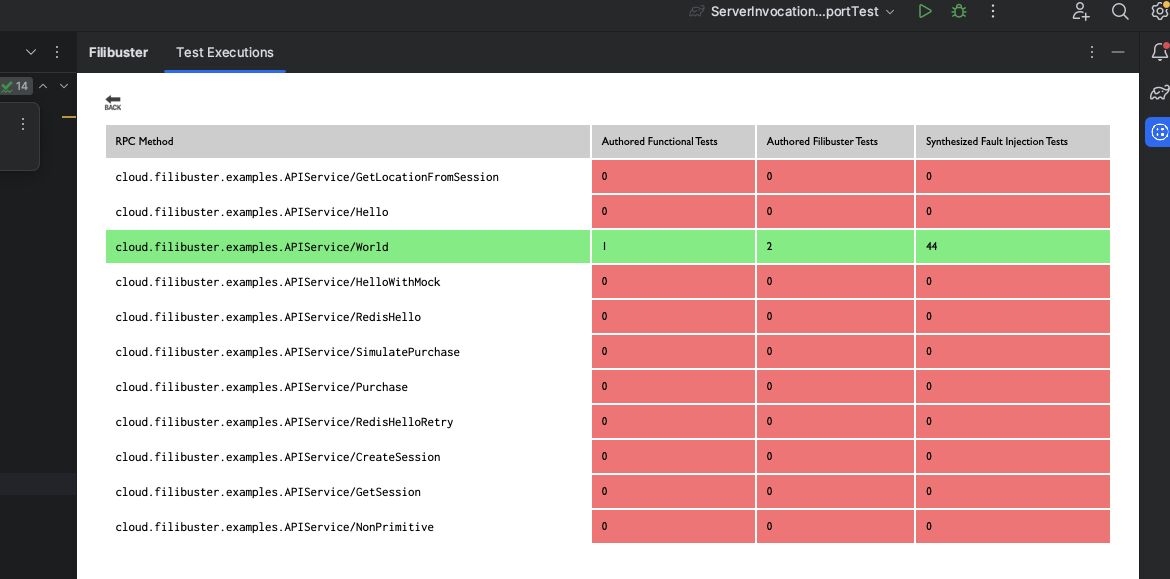 ServerInvocation...portTest
Filibuster Test Executions
14
BACK
RPC Method Authored Functional Tests Authored Filibuster Tests Synthesized Fault Injection Tests
cloud.filibuster.examples.APIService/GetLocationFromSession 0 0 0
cloud.filibuster.examples.APIService/Hello 0 0 0
cloud.filibuster.examples.APIService/World 1 2 44
cloud.filibuster.examples.APIService/HelloWithMock 0 0 0
cloud.filibuster.examples.APIService/RedisHello 0 0 0
cloud.filibuster.examples.APIService/SimulatePurchase 0 0 0
cloud.filibuster.examples.APIService/Purchase 0 0 0
cloud.filibuster.examples.APIService/RedisHelloRetry 0 0 0
cloud.filibuster.examples.APIService/CreateSession 0 0 0
cloud.filibuster.examples.APIService/GetSession 0 0 0
cloud.filibuster.examples.APIService/NonPrimitive 0 0 0